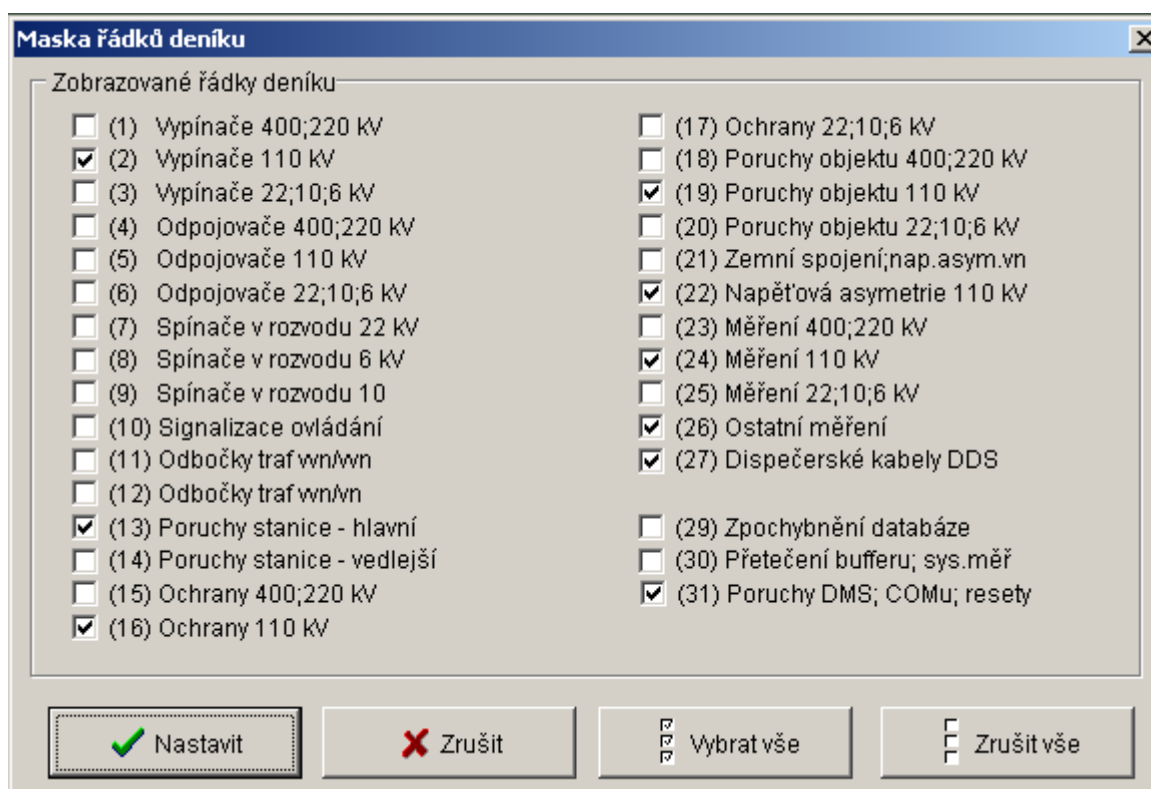 Maska řádků deníku
Zobrazované řádky deníku
(1) Vypínače 400;220 kV
(2) Vypínače 110 kV
(3) Vypínače 22;10;6 kV
(4) Odpojovače 400;220 kV
(5) Odpojovače 110 kV
(6) Odpojovače 22;10;6 kV
(7) Spínače v rozvodu 22 kV
(8) Spínače v rozvodu 6 kV
(9) Spínače v rozvodu 10
(10) Signalizace ovládání
(11) Odbočky traf vvn/vvn
(12) Odbočky traf vvn/vn
(13) Poruchy stanice - hlavní
(14) Poruchy stanice - vedlejší
(15) Ochrany 400;220 kV
(16) Ochrany 110 kV
(17) Ochrany 22;10;6 kV
(18) Poruchy objektu 400;220 kV
(19) Poruchy objektu 110 kV
(20) Poruchy objektu 22;10;6 kV
(21) Zemní spojení;nap.asym.vn
(22) Napěťová asymetrie 110 kV
(23) Měření 400;220 kV
(24) Měření 110 kV
(25) Měření 22;10;6 kV
(26) Ostatní měření
(27) Dispečerské kabely DDS
(29) Zpochybnění databáze
(30) Přetečení bufferu; sys.měř
(31) Poruchy DMS; COMu; resety
Nastavit
Zrušit
Vybrat vše
Zrušit vše